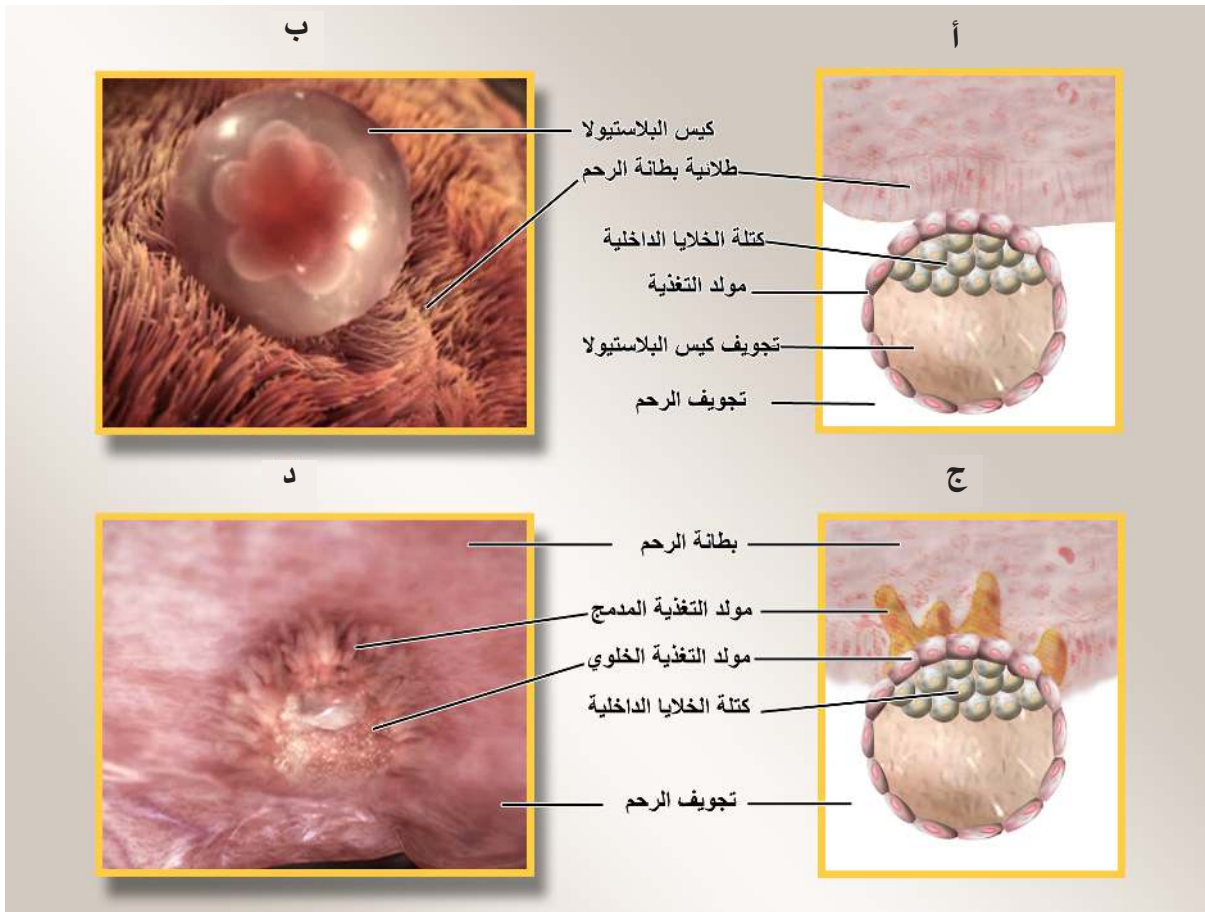 أ
ب
كيس البلاستيولا
طلائية بطانة الرحم
كتلة الخلايا الداخلية
مولد التغذية
تجويف كيس البلاستيولا
تجويف الرحم
ج
د
بطانة الرحم
مولد التغذية المدمج
مولد التغذية الخلوي
كتلة الخلايا الداخلية
تجويف الرحم